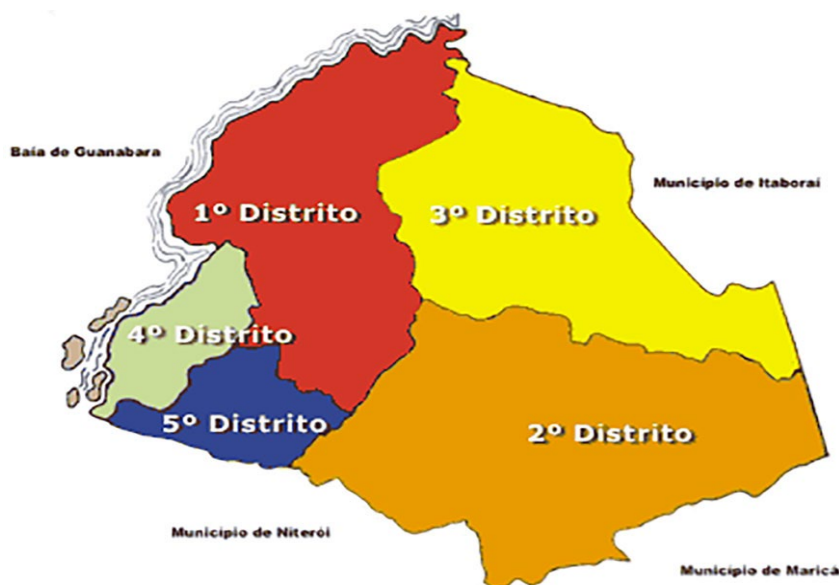 Baía de Guanabara
1º Distrito
3º Distrito
Município de Itaboraí
4º Distrito
5º Distrito
2º Distrito
Município de Niterói
Município de Maricá